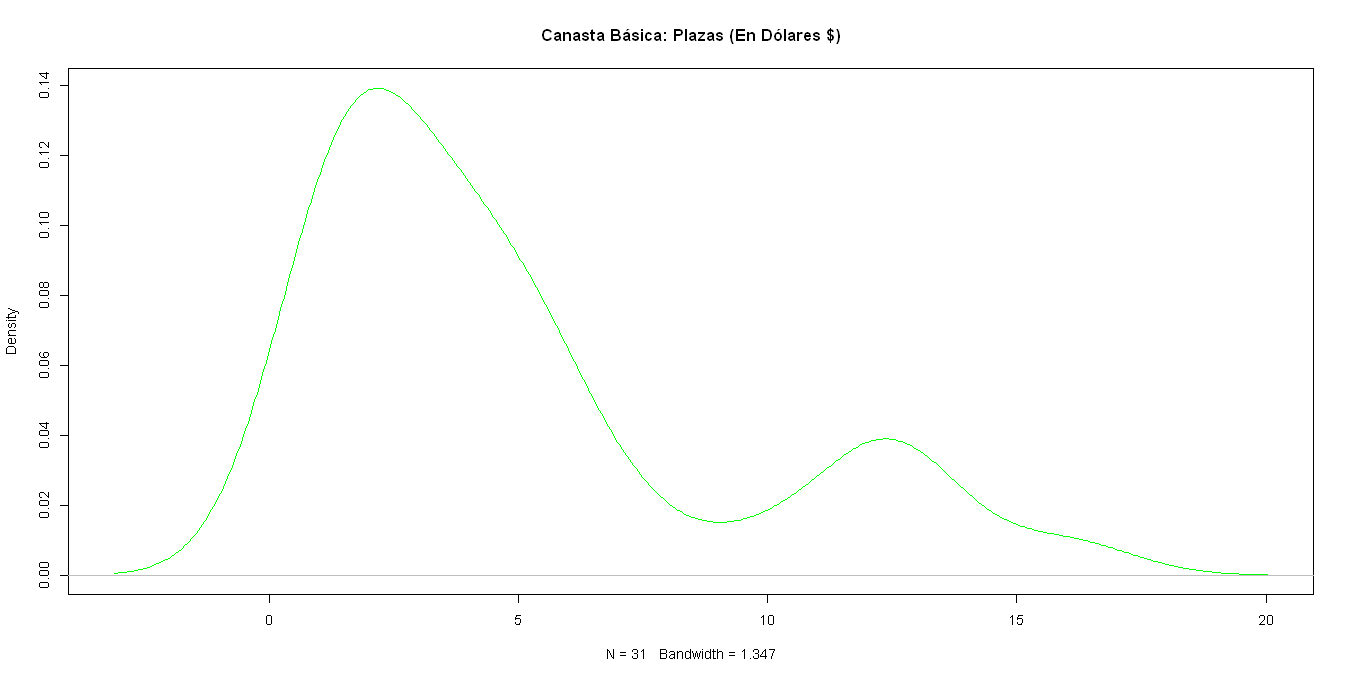 Canasta Básica: Plazas (En Dólares $)
0.14
0.12
0.10
0.08
0.06
0.04
0.02
0.00
Density
0 5 10 15 20
N = 31 Bandwidth = 1.347